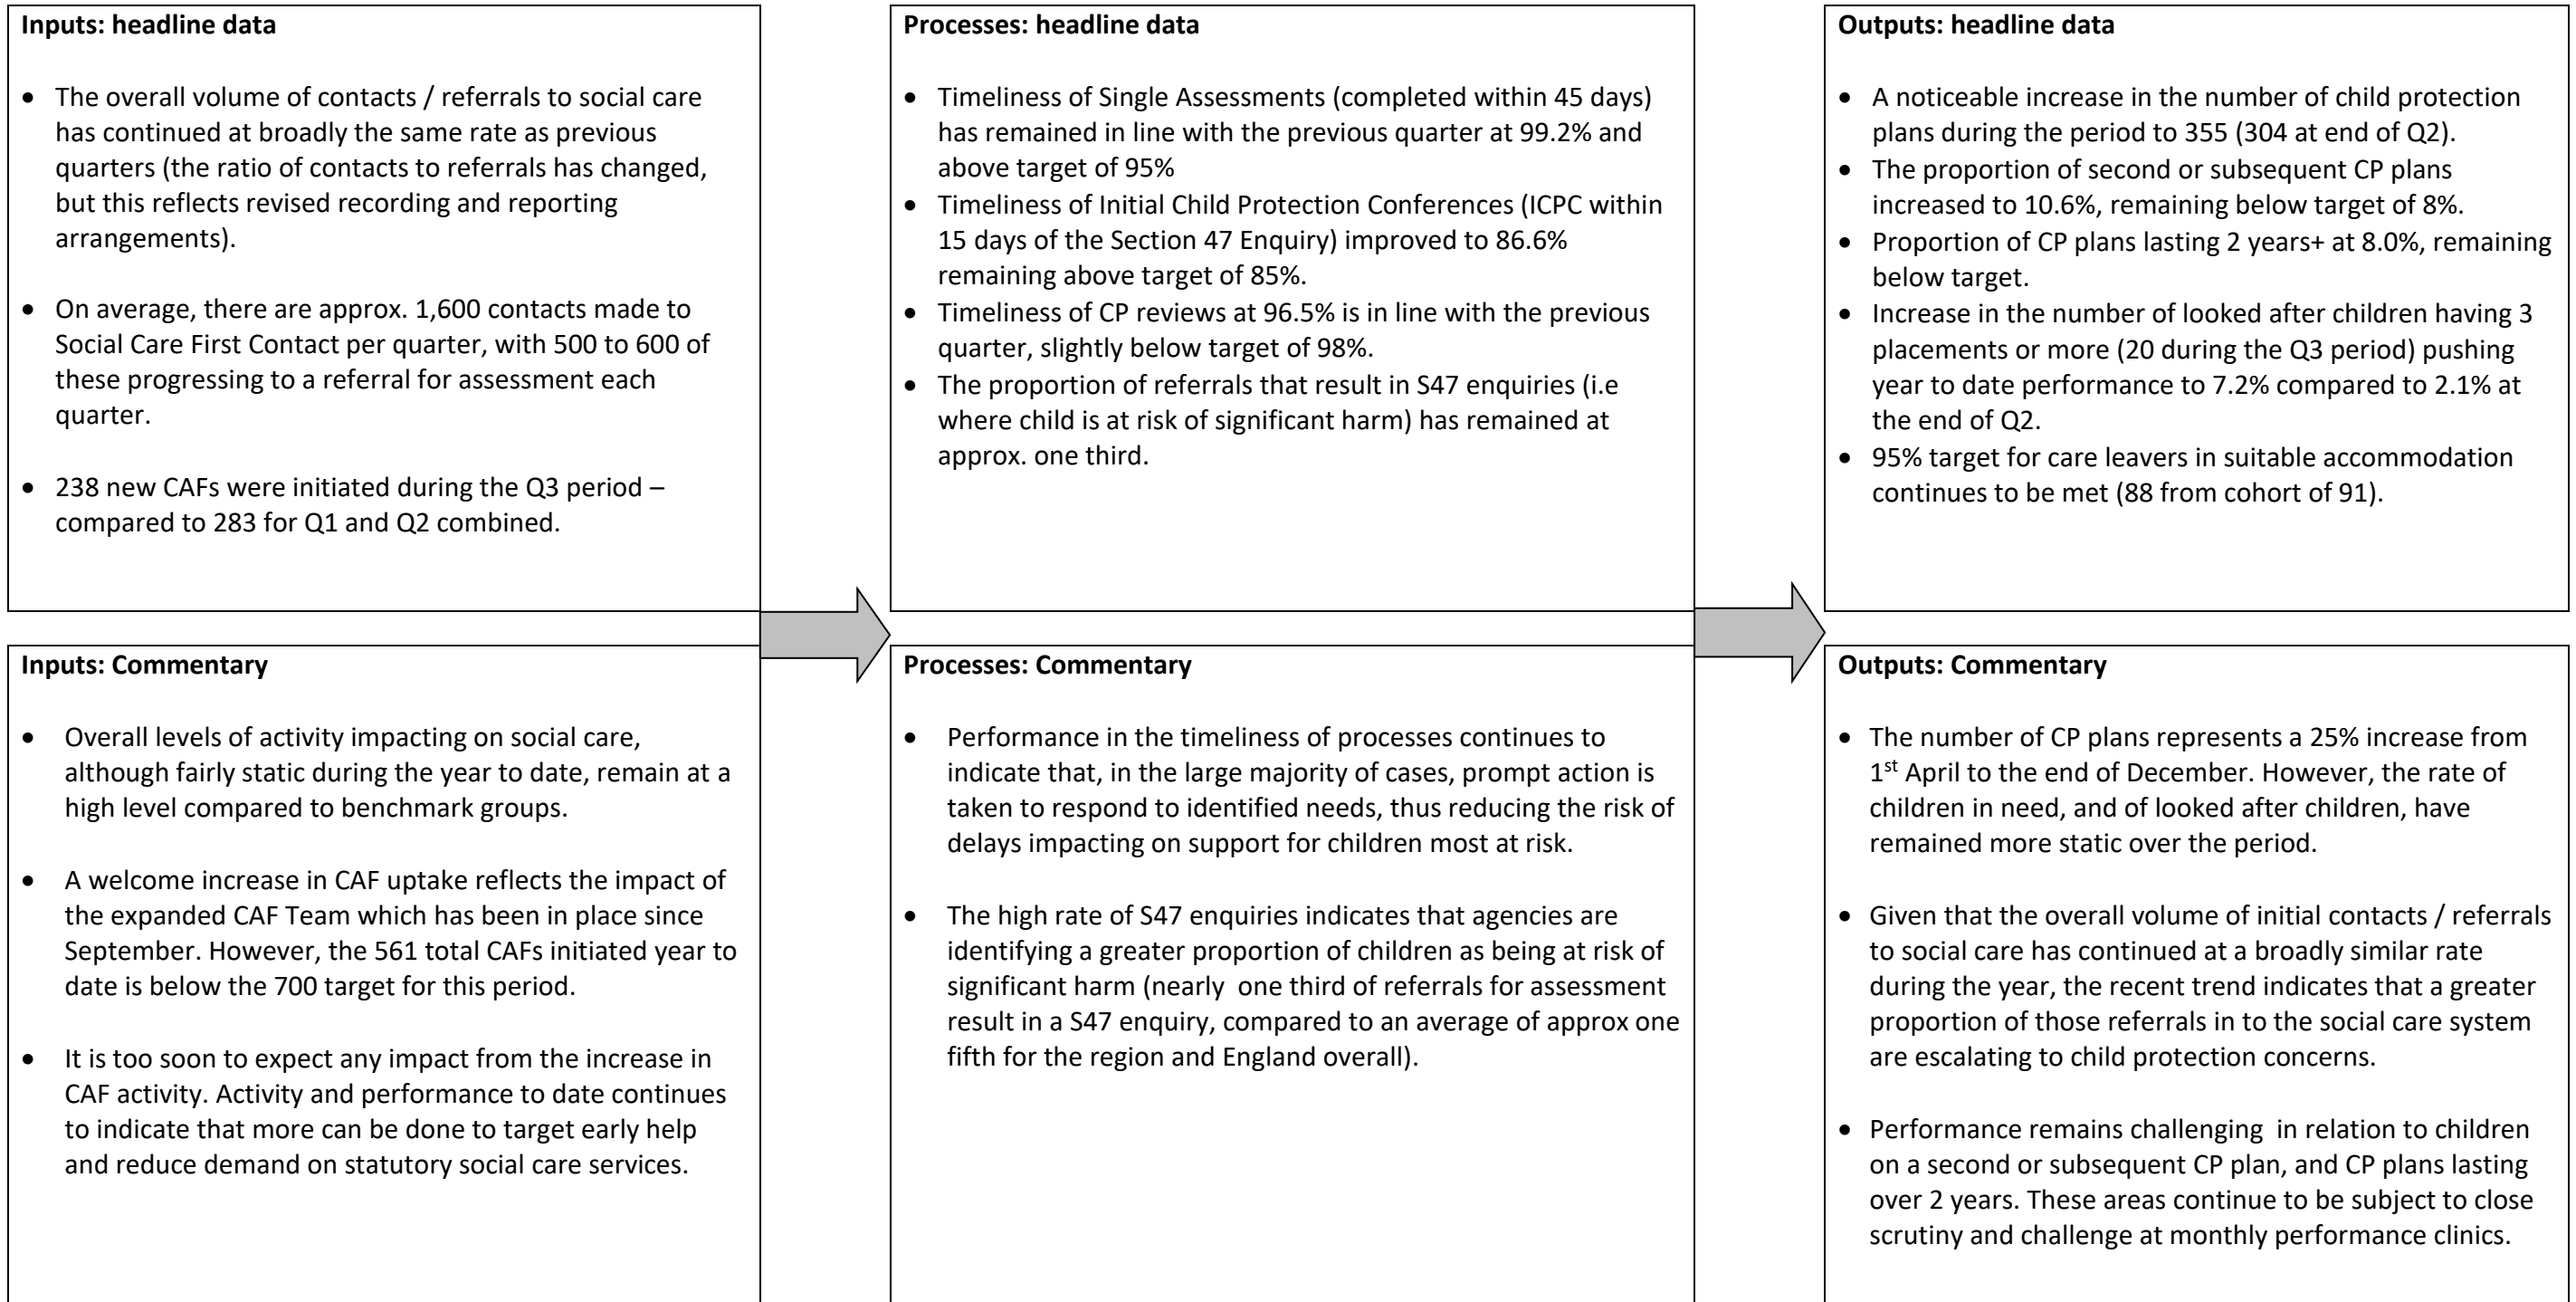 Inputs: headline data
• The overall volume of contacts / referrals to social care
has continued at broadly the same rate as previous
quarters (the ratio of contacts to referrals has changed,
but this reflects revised recording and reporting
arrangements).
• On average, there are approx. 1,600 contacts made to
Social Care First Contact per quarter, with 500 to 600 of
these progressing to a referral for assessment each
quarter.
• 238 new CAFs were initiated during the Q3 period –
compared to 283 for Q1 and Q2 combined.
Processes: headline data
• Timeliness of Single Assessments (completed within 45 days)
has remained in line with the previous quarter at 99.2% and
above target of 95%
• Timeliness of Initial Child Protection Conferences (ICPC within
15 days of the Section 47 Enquiry) improved to 86.6%
remaining above target of 85%.
• Timeliness of CP reviews at 96.5% is in line with the previous
quarter, slightly below target of 98%.
• The proportion of referrals that result in S47 enquiries (i.e
where child is at risk of significant harm) has remained at
approx. one third.
Outputs: headline data
• A noticeable increase in the number of child protection
plans during the period to 355 (304 at end of Q2).
• The proportion of second or subsequent CP plans
increased to 10.6%, remaining below target of 8%.
• Proportion of CP plans lasting 2 years+ at 8.0%, remaining
below target.
• Increase in the number of looked after children having 3
placements or more (20 during the Q3 period) pushing
year to date performance to 7.2% compared to 2.1% at
the end of Q2.
• 95% target for care leavers in suitable accommodation
continues to be met (88 from cohort of 91).
Inputs: Commentary
• Overall levels of activity impacting on social care,
although fairly static during the year to date, remain at a
high level compared to benchmark groups.
• A welcome increase in CAF uptake reflects the impact of
the expanded CAF Team which has been in place since
September. However, the 561 total CAFs initiated year to
date is below the 700 target for this period.
• It is too soon to expect any impact from the increase in
CAF activity. Activity and performance to date continues
to indicate that more can be done to target early help
and reduce demand on statutory social care services.
Processes: Commentary
• Performance in the timeliness of processes continues to
indicate that, in the large majority of cases, prompt action is
taken to respond to identified needs, thus reducing the risk of
delays impacting on support for children most at risk.
• The high rate of S47 enquiries indicates that agencies are
identifying a greater proportion of children as being at risk of
significant harm (nearly one third of referrals for assessment
result in a S47 enquiry, compared to an average of approx one
fifth for the region and England overall).
Outputs: Commentary
• The number of CP plans represents a 25% increase from
1st April to the end of December. However, the rate of
children in need, and of looked after children, have
remained more static over the period.
• Given that the overall volume of initial contacts / referrals
to social care has continued at a broadly similar rate
during the year, the recent trend indicates that a greater
proportion of those referrals in to the social care system
are escalating to child protection concerns.
• Performance remains challenging in relation to children
on a second or subsequent CP plan, and CP plans lasting
over 2 years. These areas continue to be subject to close
scrutiny and challenge at monthly performance clinics.